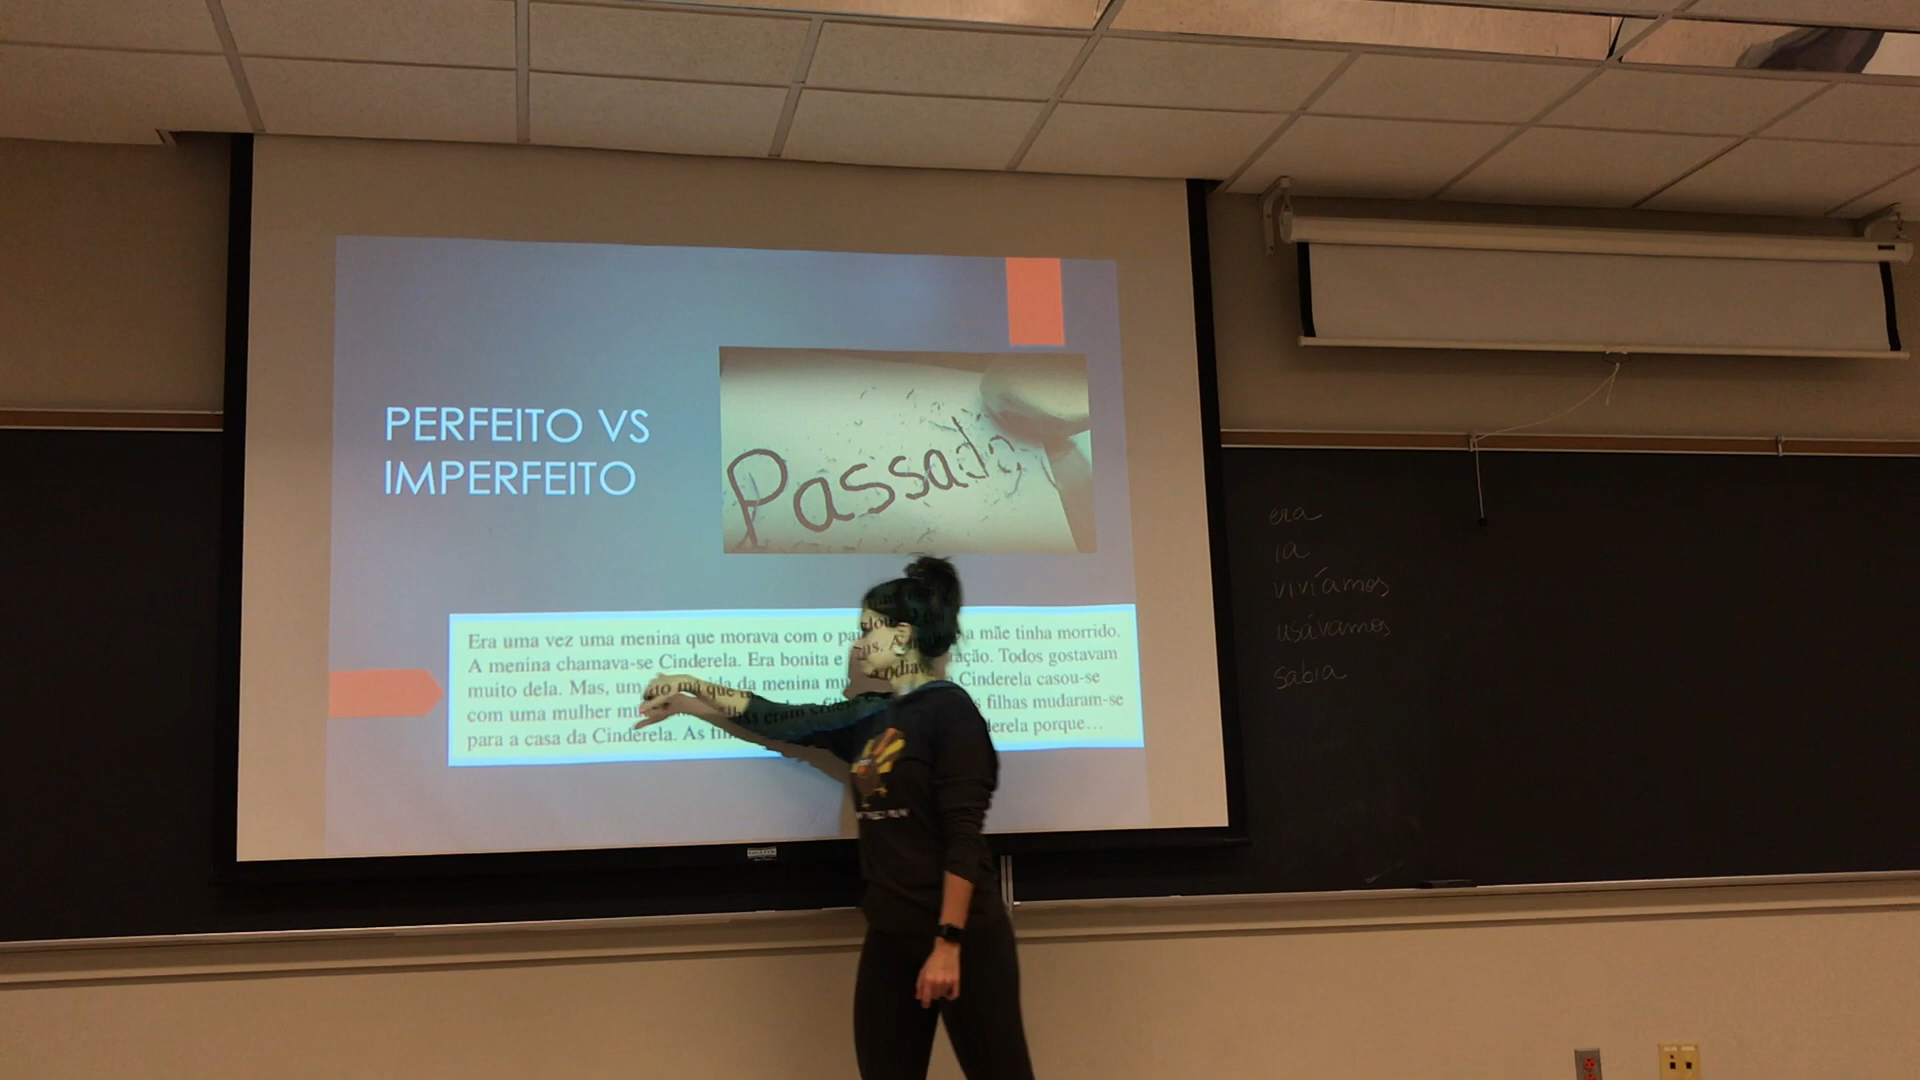 PERFEITO VS
IMPERFEITO
Passado
Era uma vez uma menina que morava com o pai a mãe tinha morrido.
A menina chamava-se Cinderela. Era bonita e Todos gostavam
muito dela. Mas, um da menina Cinderela casou-se
com uma mulher filhas mudaram-se
para a casa da Cinderela. As porque…
era
ia
vivíamos
usávamos
sabia